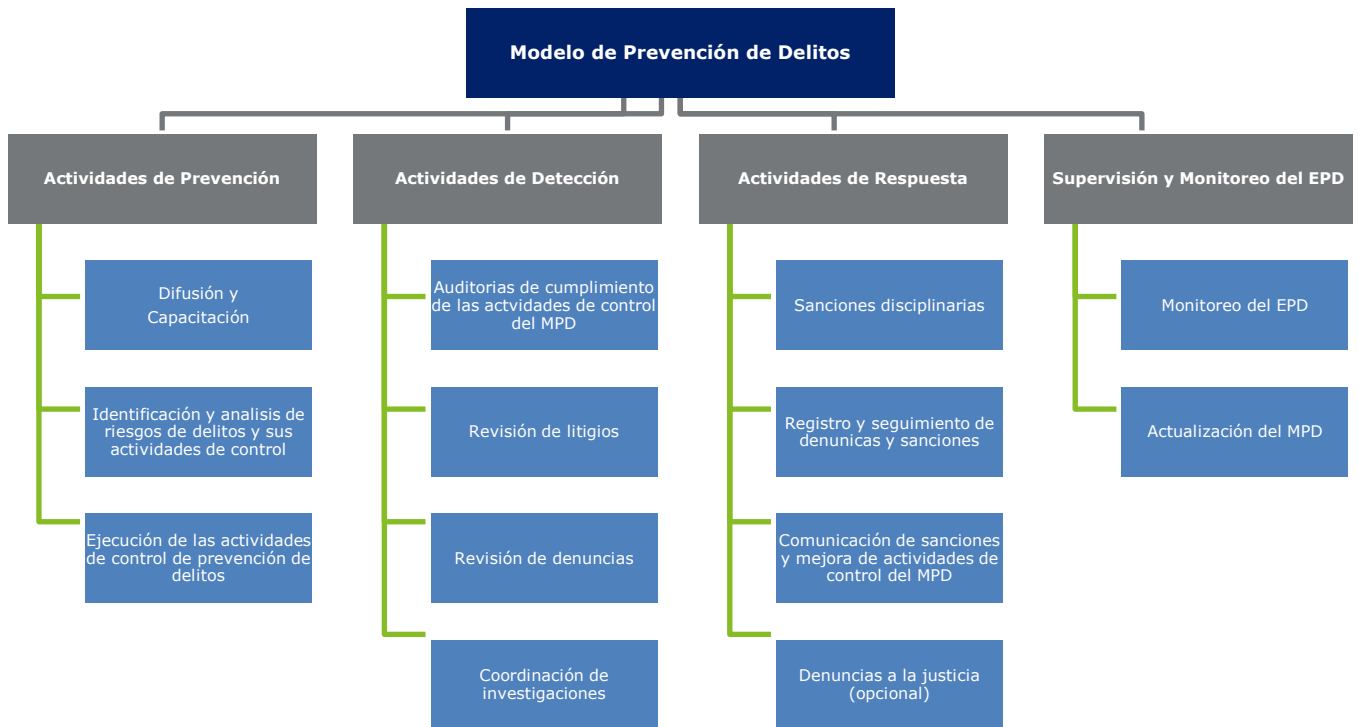 Modelo de Prevención de Delitos
Actividades de Prevención
Difusión y
Capacitación
Identificación y analisis de
riesgos de delitos y sus
actividades de control
Ejecución de las actividades
de control de prevención de
delitos
Actividades de Detección
Auditorias de cumplimiento
de las actvidades de control
del MPD
Revisión de litigios
Revisión de denuncias
Coordinación de
investigaciones
Actividades de Respuesta
Sanciones disciplinarias
Registro y seguimiento de
denunicas y sanciones
Comunicación de sanciones
y mejora de actividades de
control del MPD
Denuncias a la justicia
(opcional)
Supervisión y Monitoreo del EPD
Monitoreo del EPD
Actualización del MPD